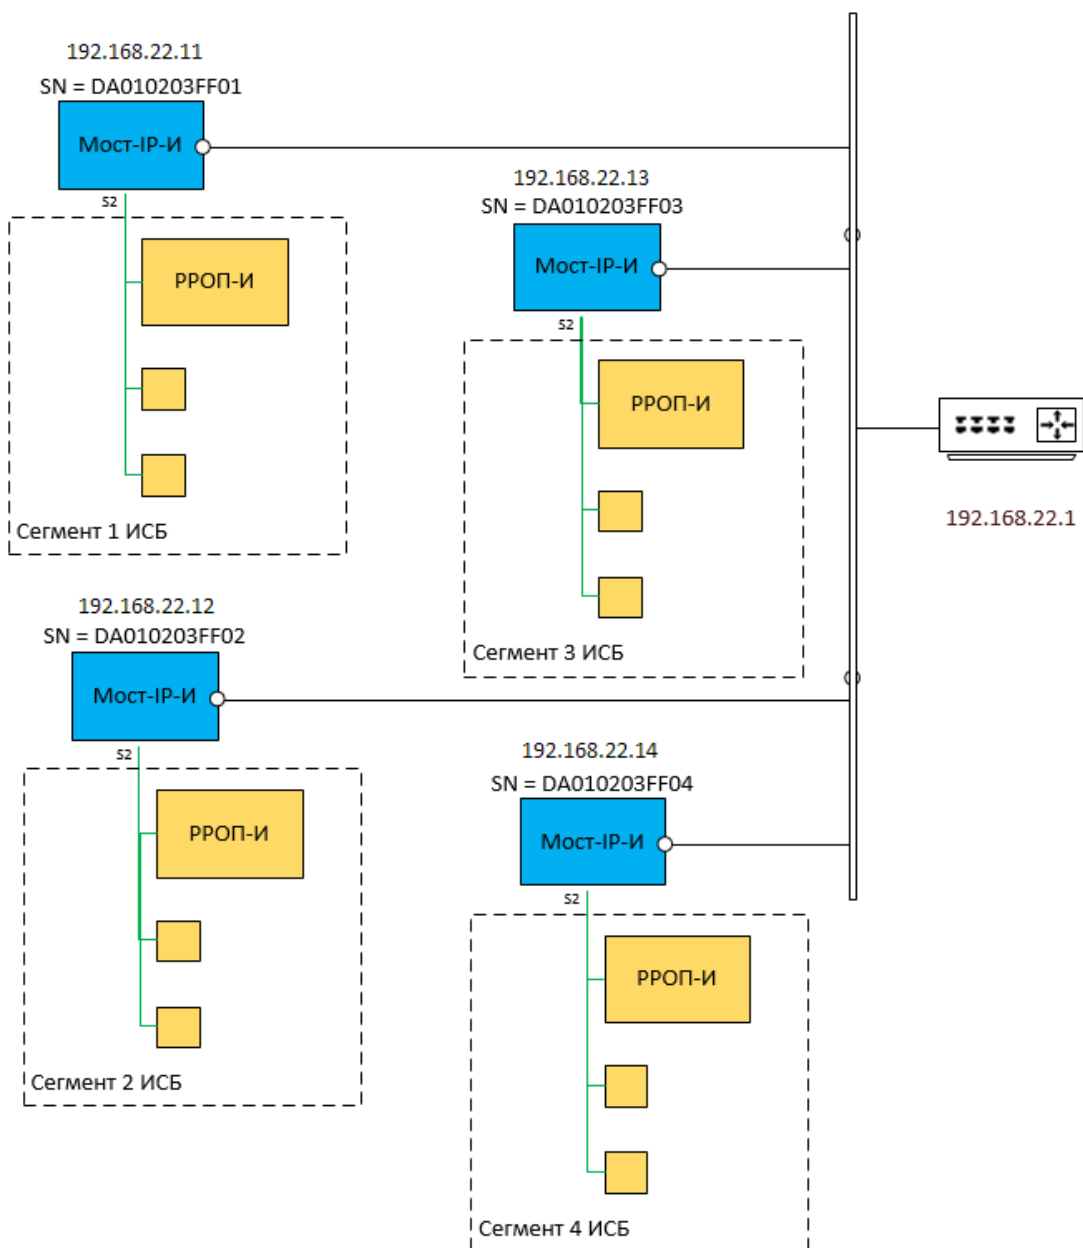 192.168.22.11
SN = DA010203FF01
Мост-IP-И
S2
РРОП-И
Сегмент 1 ИСБ
192.168.22.13
SN = DA010203FF03
Мост-IP-И
S2
РРОП-И
Сегмент 3 ИСБ
192.168.22.1
192.168.22.12
SN = DA010203FF02
Мост-IP-И
S2
РРОП-И
Сегмент 2 ИСБ
192.168.22.14
SN = DA010203FF04
Мост-IP-И
S2
РРОП-И
Сегмент 4 ИСБ